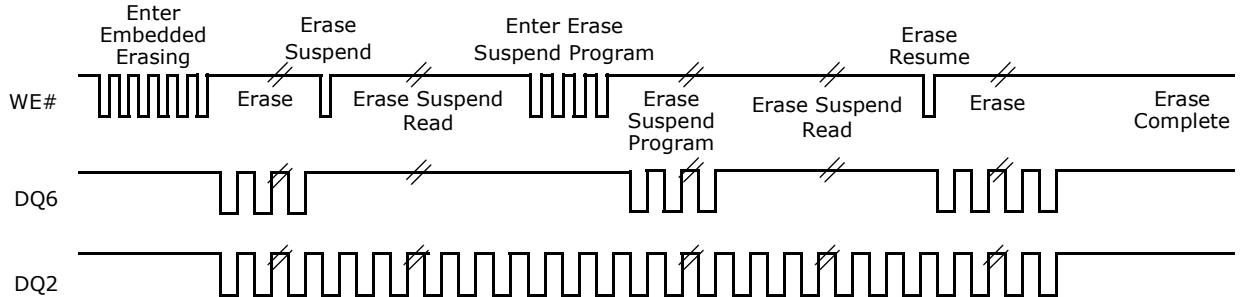 Enter
Embedded
Erasing
Erase
Suspend
Enter Erase
Suspend Program
Erase
Resume
WE#
Erase
Erase Suspend
Read
Erase
Suspend
Program
Erase Suspend
Read
Erase
Erase
Complete
DQ6
DQ2